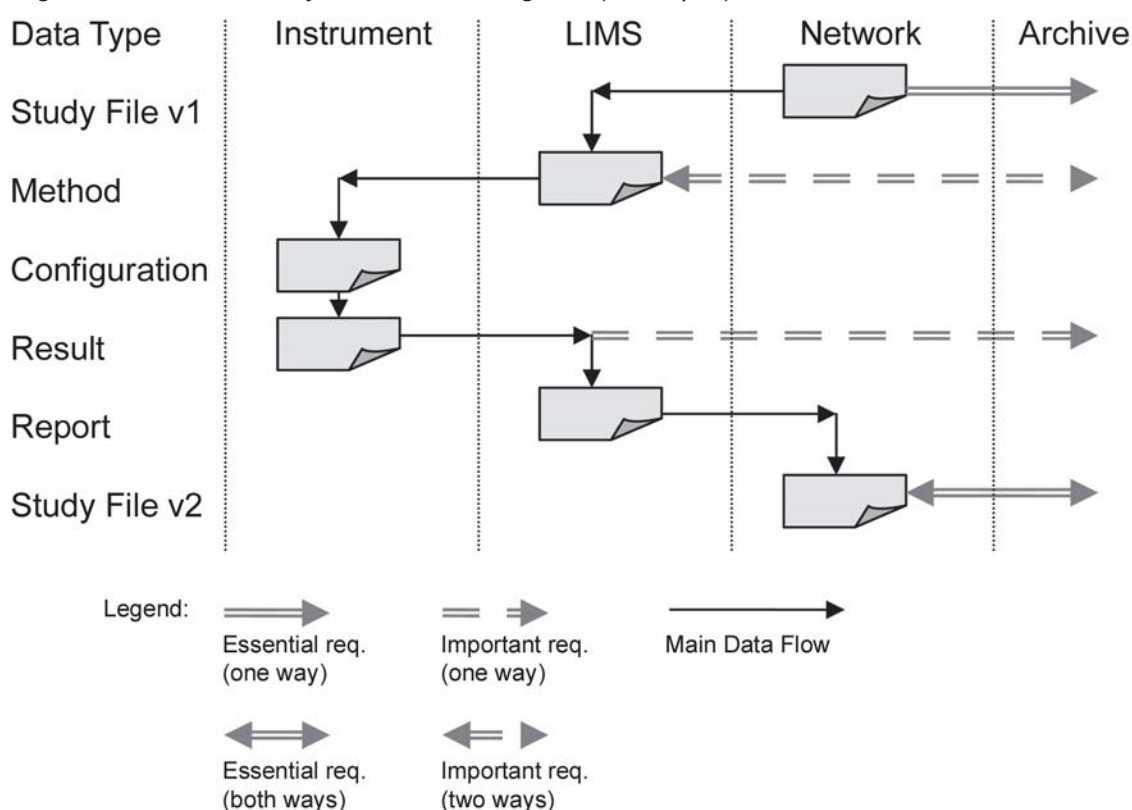 Data Type Instrument LIMS Network Archive
Study File v1
Method
Configuration
Result
Report
Study File v2
Legend:
Essential req.
(one way)
Important req.
(one way)
Main Data Flow
Essential req.
(both ways)
Important req.
(two ways)